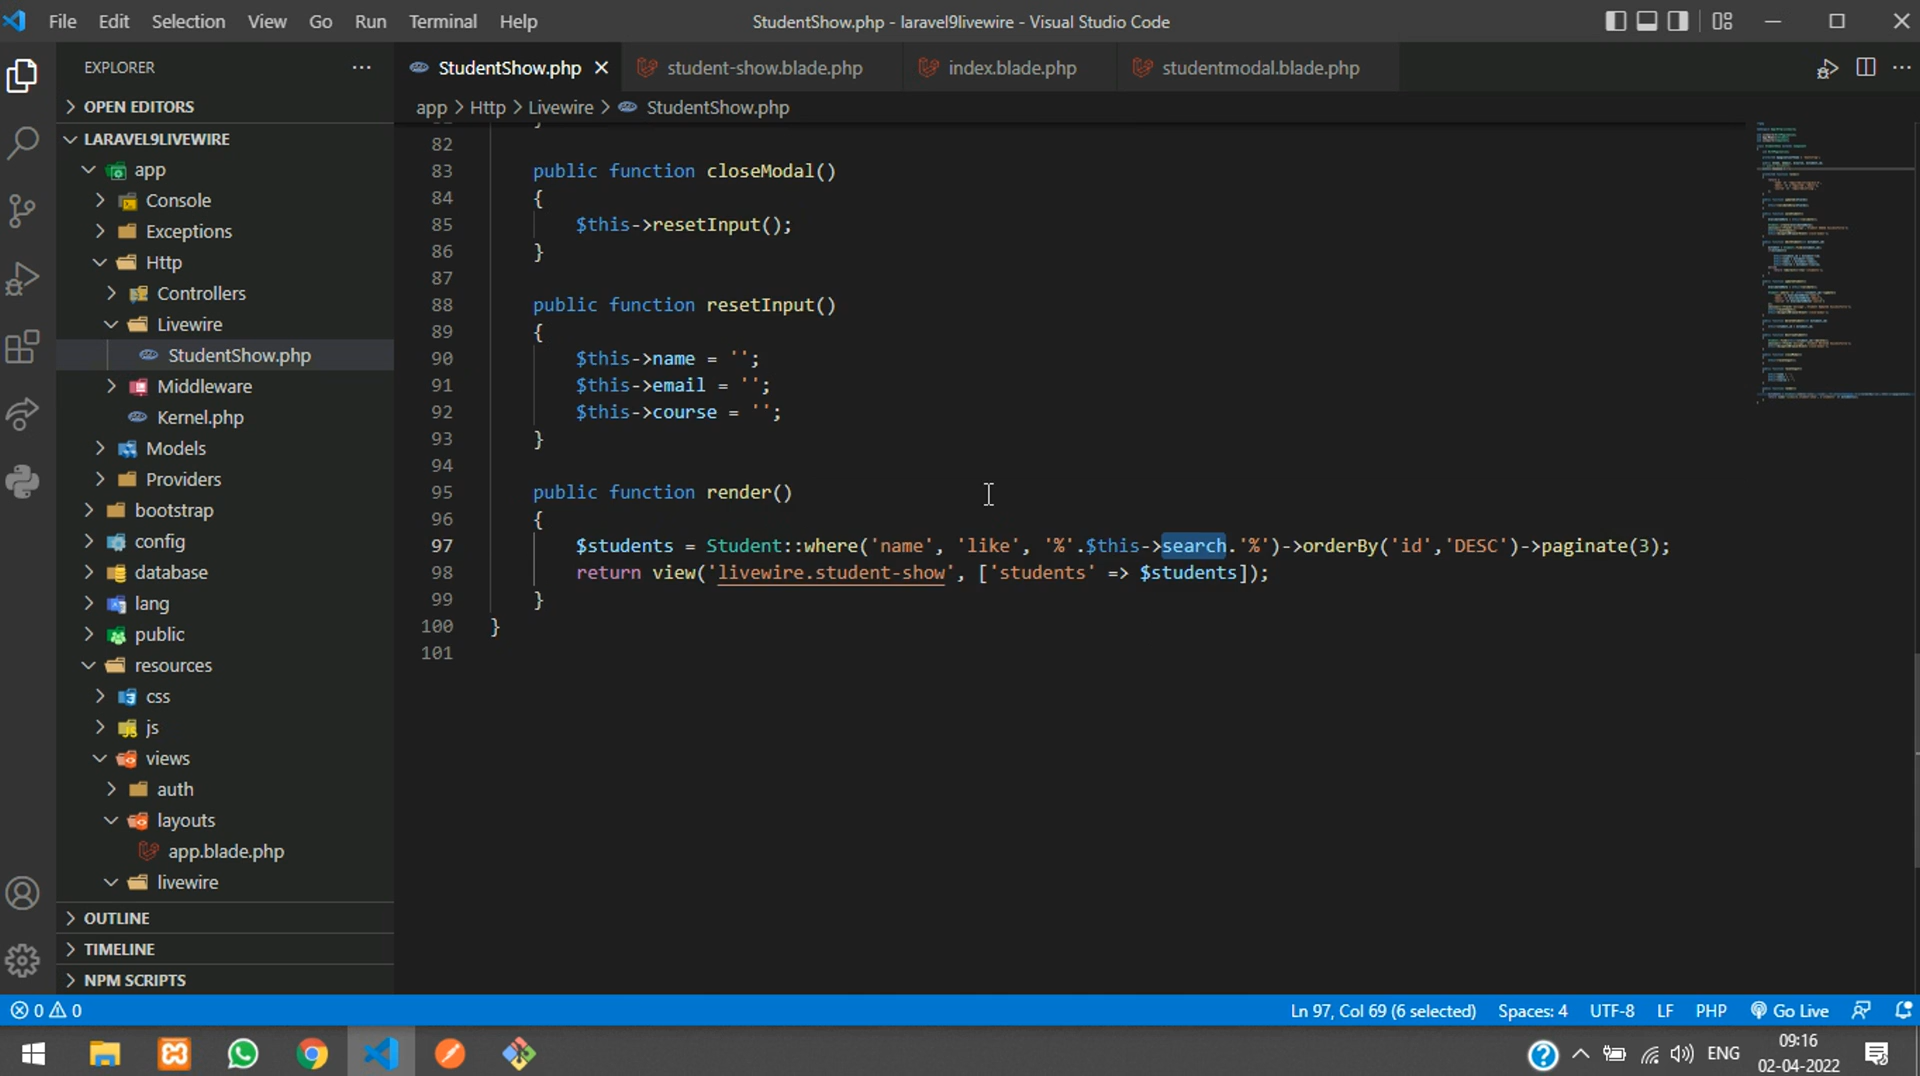 File Edit Selection View Go Run Terminal Help
StudentShow.php - laravel9livewire - Visual Studio Code
EXPLORER
OPEN EDITORS
LARAVEL9LIVEWIRE
app
Console
Exceptions
Http
Controllers
Livewire
StudentShow.php
Middleware
Kernel.php
Models
Providers
bootstrap
config
database
lang
public
resources
css
js
views
auth
layouts
app.blade.php
livewire
OUTLINE
TIMELINE
NPM SCRIPTS
StudentShow.php student-show.blade.php index.blade.php studentmodal.blade.php
app > Http > Livewire > StudentShow.php
82
83 public function closeModal()
84 {
85 $this->resetInput();
86 }
87
88 public function resetInput()
89 {
90 $this->name = '';
91 $this->email = '';
92 $this->course = '';
93 }
94
95 public function render()
96 {
97 $students = Student::where('name', 'like', '%'.$this->search.'%')->orderBy('id','DESC')->paginate(3);
98 return view('livewire.student-show', ['students' => $students]);
99 }
100 }
101
0 0 Ln 97, Col 69 (6 selected) Spaces: 4 UTF-8 LF PHP Go Live
ENG
09:16
02-04-2022